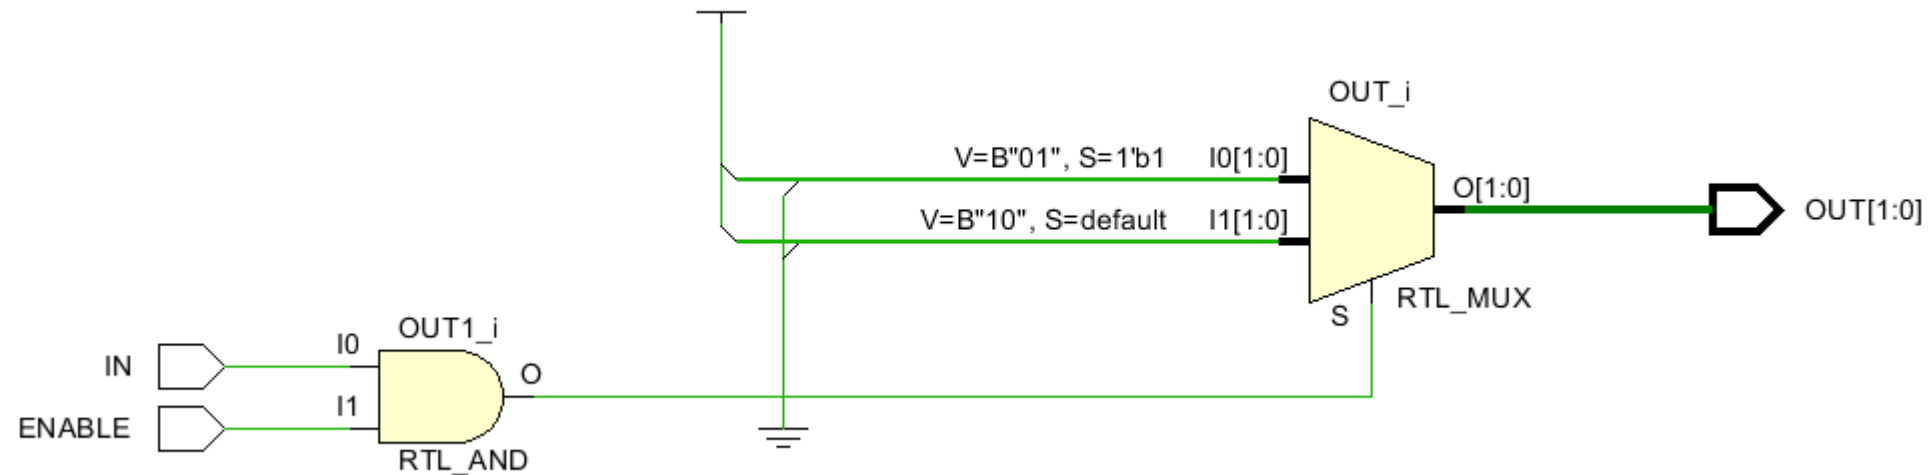 OUT_i
V=B"01", S=1'b1 I0[1:0]
O[1:0]
V=B"10", S=default I1[1:0]
OUT[1:0]
RTL_MUX
S
OUT1_i
I0
IN
O
I1
ENABLE
RTL_AND